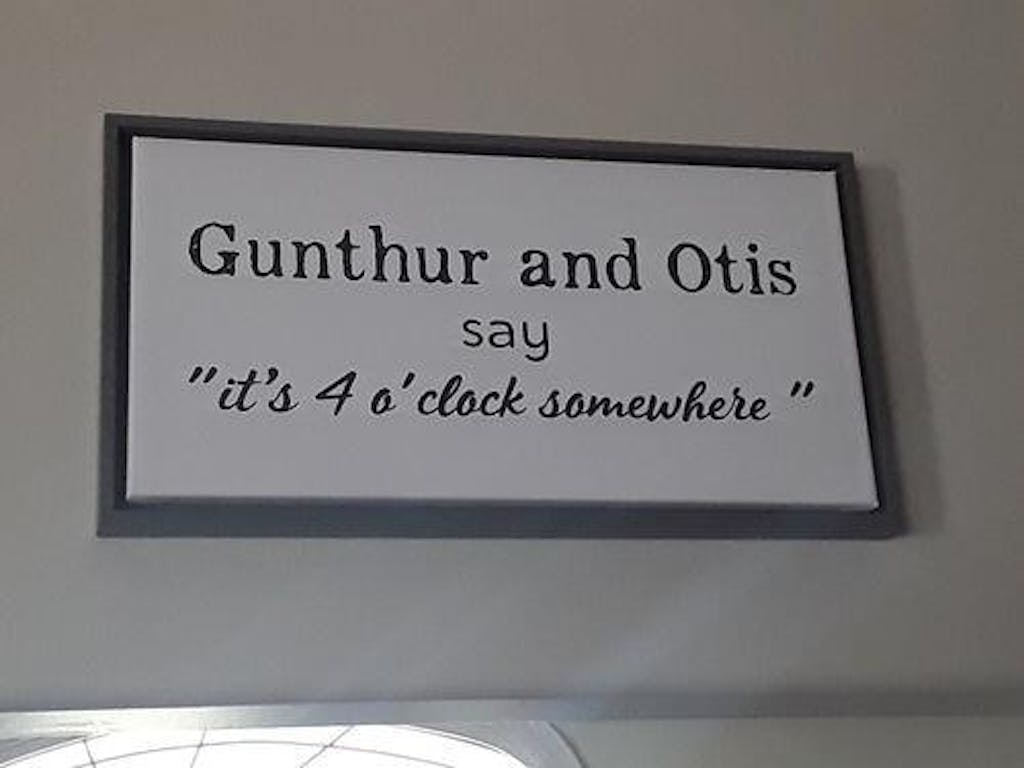 Gunthur and Otis
say
"it's 4 o'clock somewhere"